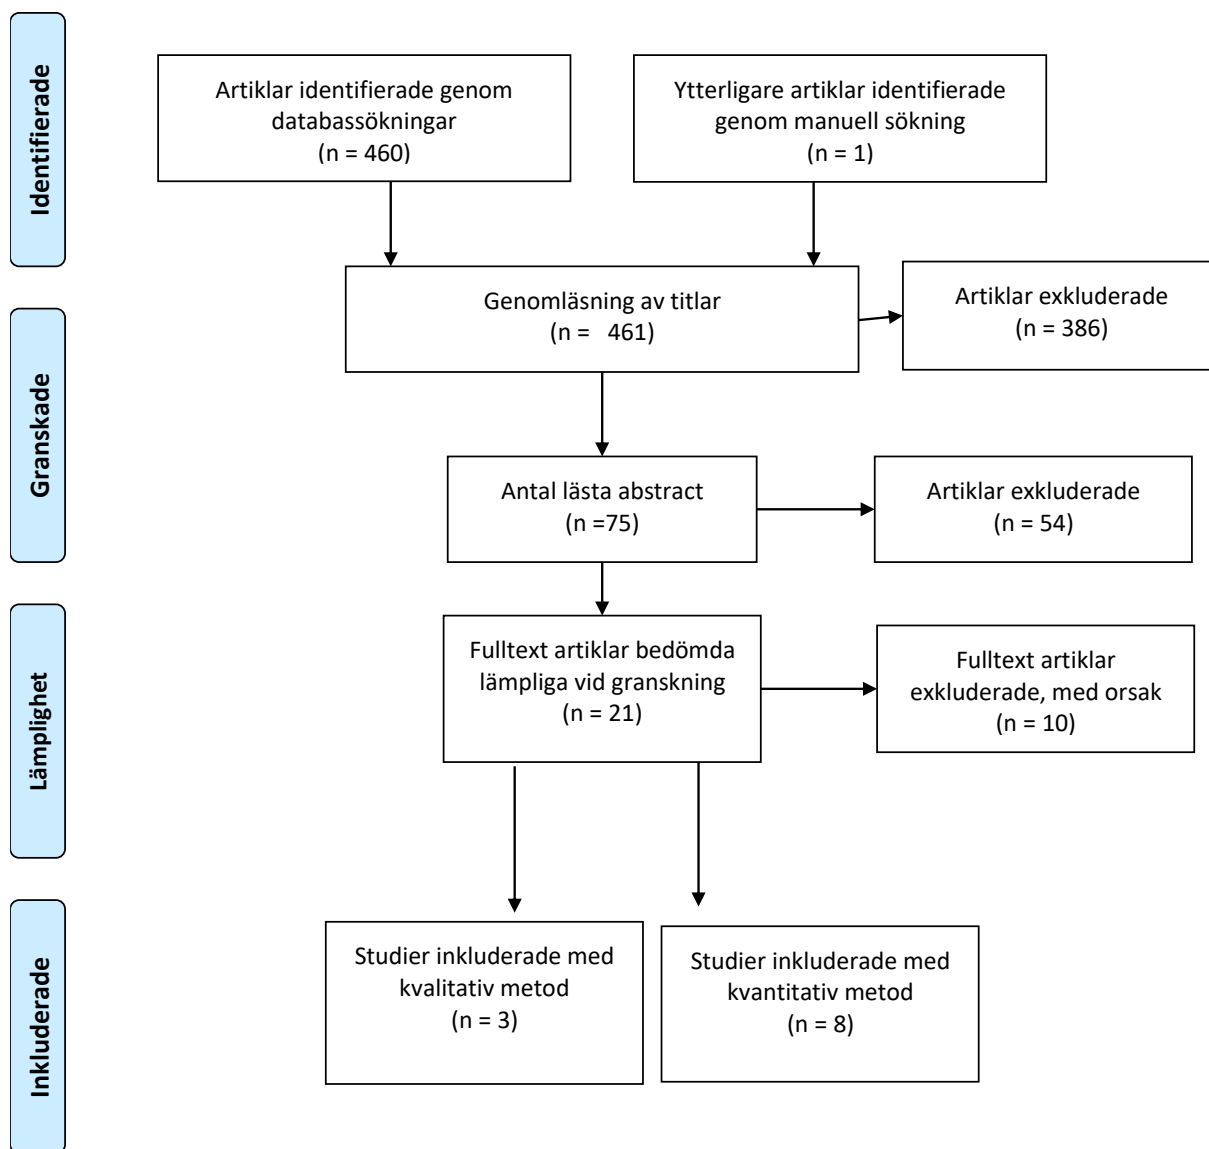 Identifierade
Artiklar identifierade genom
databassökningar
(n = 460)
Ytterligare artiklar identifierade
genom manuell sökning
(n = 1)
Granskade
Genomläsning av titlar
(n =   461)
Artiklar exkluderade
(n = 386)
Antal lästa abstract
(n =75)
Artiklar exkluderade
(n = 54)
Lämplighet
Fulltext artiklar bedömda
lämpliga vid granskning
(n = 21)
Fulltext artiklar
exkluderade, med orsak
(n = 10)
Inkluderade
Studier inkluderade med
kvalitativ metod
(n = 3)
Studier inkluderade med
kvantitativ metod
(n = 8)